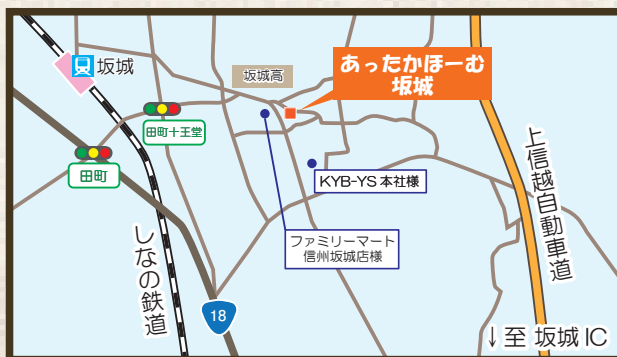 坂城
坂城高
あったかほーむ
坂城
田町十王堂
田町
KYB-YS 本社様
ファミリーマート
信州坂城店様
しなの鉄道
上信越自動車道
18
↓至 坂城 IC